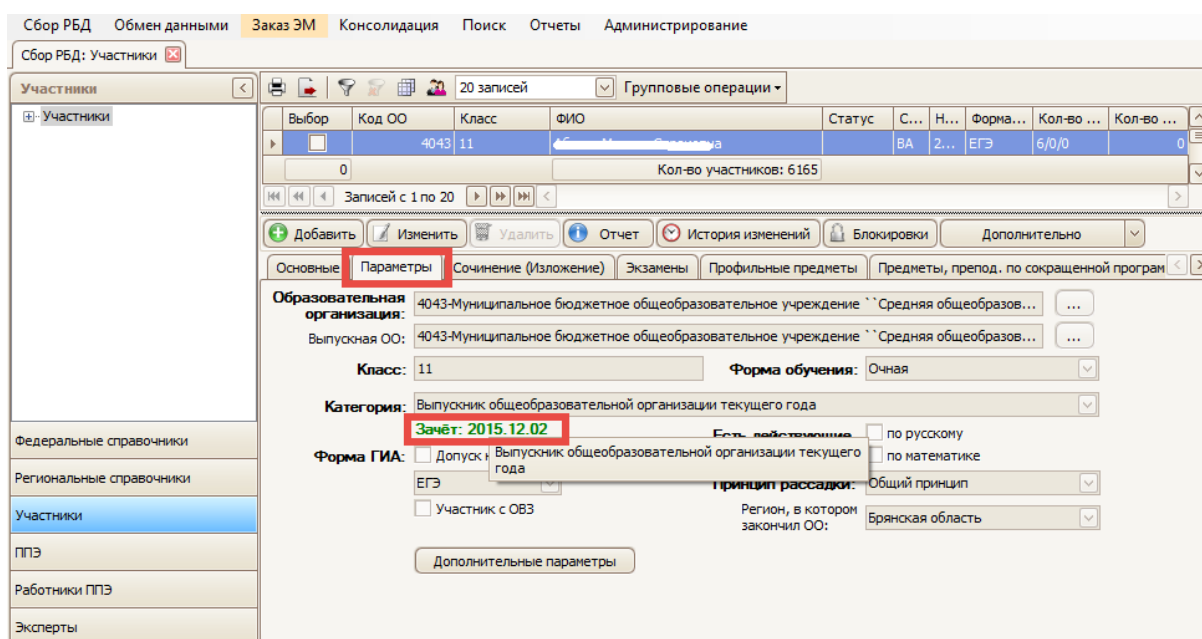 Сбор РБД Обмен данными Заказ ЭМ Консолидация Поиск Отчеты Администрирование
Сбор РБД: Участники
Участники
20 записей Групповые операции
Участники
Выбор Код ОО Класс ФИО Статус С... Н... Форма... Кол-во ... Кол-во ...
4043 11 ВА 2... ЕГЭ 6/0/0 0
0 Кол-во участников: 6165
Записей с 1 по 20
Добавить Изменить Удалить Отчет История изменений Блокировки Дополнительно
Основные Параметры Сочинение (Изложение) Экзамены Профильные предметы Предметы, препод. по сокращенной програм
Образовательная организация: 4043-Муниципальное бюджетное общеобразовательное учреждение ``Средняя общеобразов... ...
Выпускная ОО: 4043-Муниципальное бюджетное общеобразовательное учреждение ``Средняя общеобразов... ...
Класс: 11 Форма обучения: Очная
Категория: Выпускник общеобразовательной организации текущего года
Зачёт: 2015.12.02
Есть действующие по русскому
Форма ГИА: Допуск
Выпускник общеобразовательной организации текущего года
по математике
ЕГЭ Принцип рассадки: Общий принцип
Участник с ОВЗ Регион, в котором закончил ОО: Брянская область
Дополнительные параметры
Федеральные справочники
Региональные справочники
Участники
ППЭ
Работники ППЭ
Эксперты